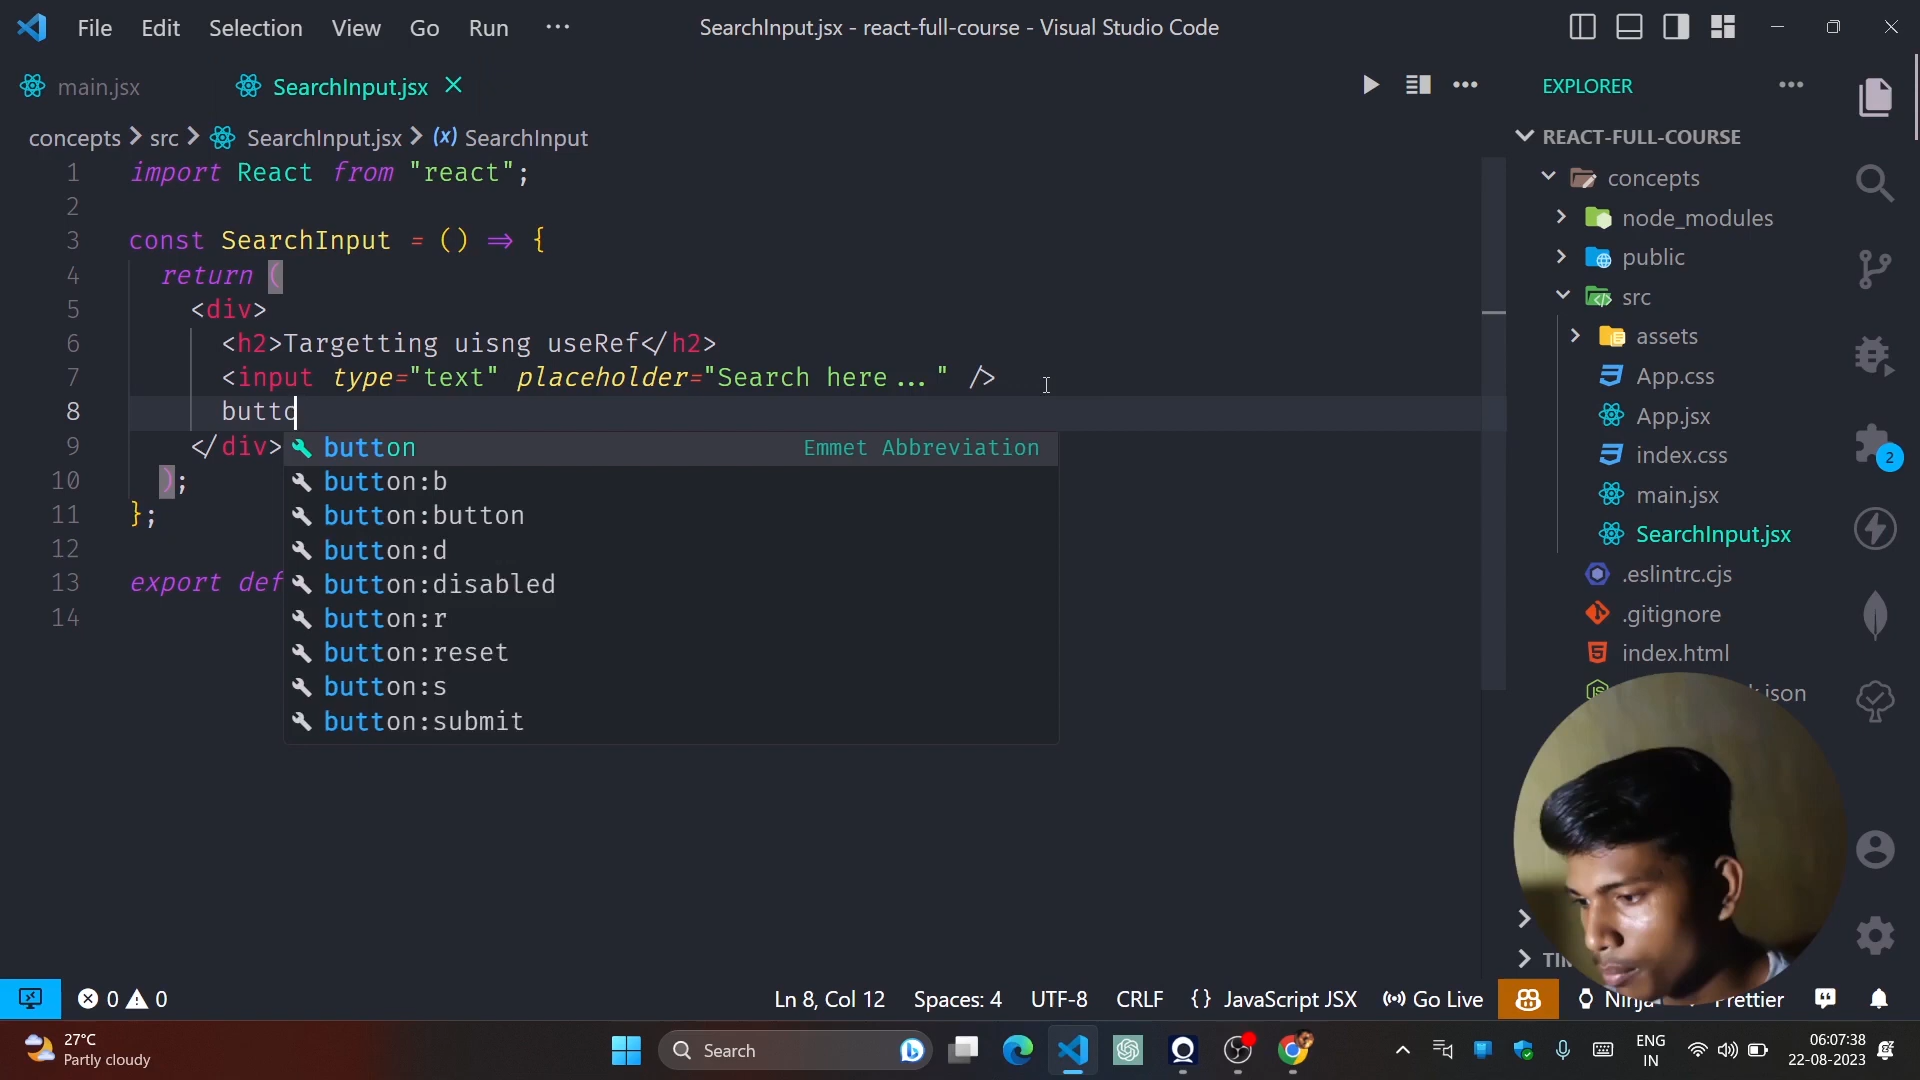 File Edit Selection View Go Run ...
SearchInput.jsx - react-full-course - Visual Studio Code
main.jsx
SearchInput.jsx
concepts > src > SearchInput.jsx > SearchInput
1 import React from "react";
2
3 const SearchInput = () => {
4 return (
5 <div>
6 <h2>Targetting uisng useRef</h2>
7 <input type="text" placeholder="Search here..." />
8 butto
9 </div>
10 );
11 };
12
13 export def
14
button Emmet Abbreviation
button:b
button:button
button:d
button:disabled
button:r
button:reset
button:s
button:submit
EXPLORER
REACT-FULL-COURSE
concepts
node_modules
public
src
assets
App.css
App.jsx
index.css
main.jsx
SearchInput.jsx
.eslintrc.cjs
.gitignore
index.html
json
2
0 0
Ln 8, Col 12
Spaces: 4
UTF-8
CRLF
{} JavaScript JSX
Go Live
Ninja
Prettier
27°C
Partly cloudy
Search
ENG
IN
06:07:38
22-08-2023